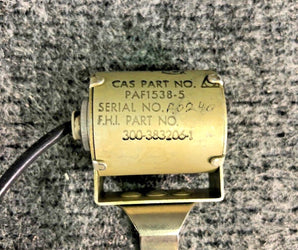 CAS PART NO.
PAF1538-5
SERIAL NO.
F.H.I. PART NO.
300-383206-1